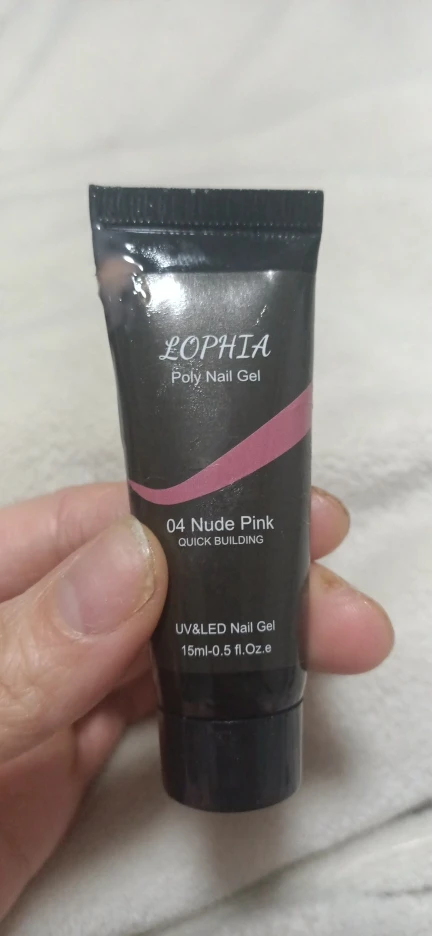 LOPHIA
Poly Nail Gel
04 Nude Pink
QUICK BUILDING
UV&LED Nail Gel
15ml-0.5 fl.Oz.e